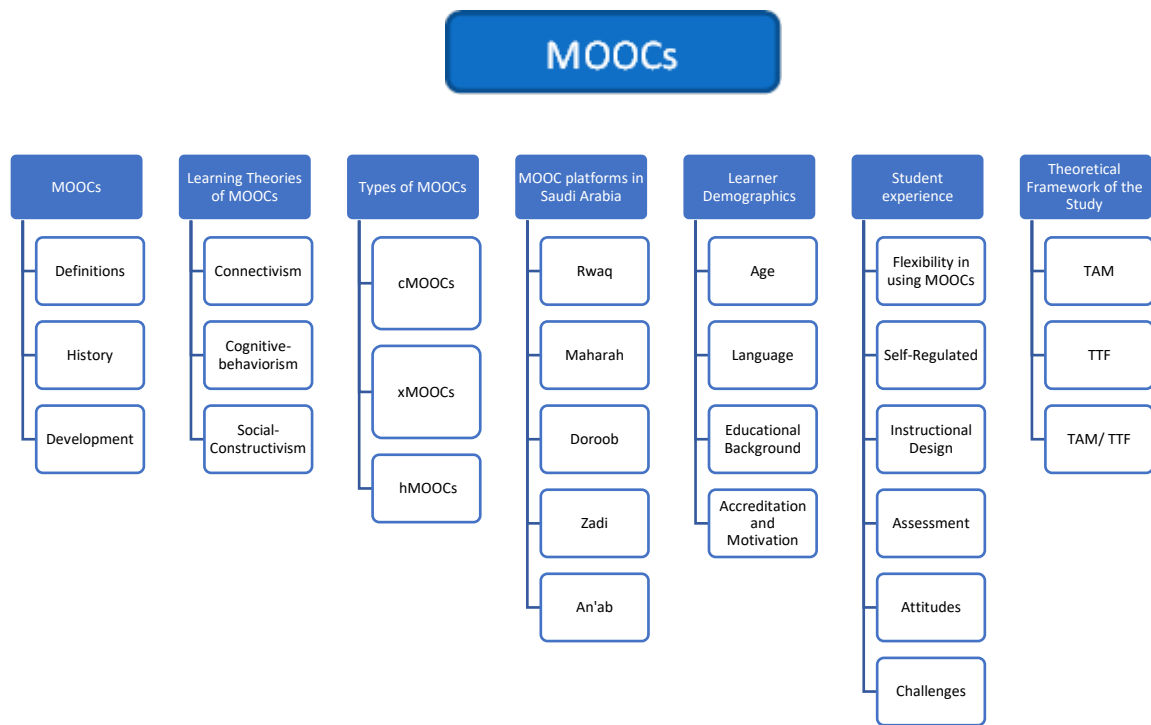 MOOCs
MOOCs
Definitions
History
Development
Learning Theories
of MOOCs
Connectivism
Cognitive-
behaviorism
Social-
Constructivism
Types of MOOCs
cMOOCs
xMOOCs
hMOOCs
MOOC platforms in
Saudi Arabia
Rwaq
Maharah
Doroob
Zadi
An'ab
Learner
Demographics
Age
Language
Educational
Background
Accreditation
and
Motivation
Student
experience
Flexibility in
using MOOCs
Self-Regulated
Instructional
Design
Assessment
Attitudes
Challenges
Theoretical
Framework of the
Study
TAM
TTF
TAM/ TTF